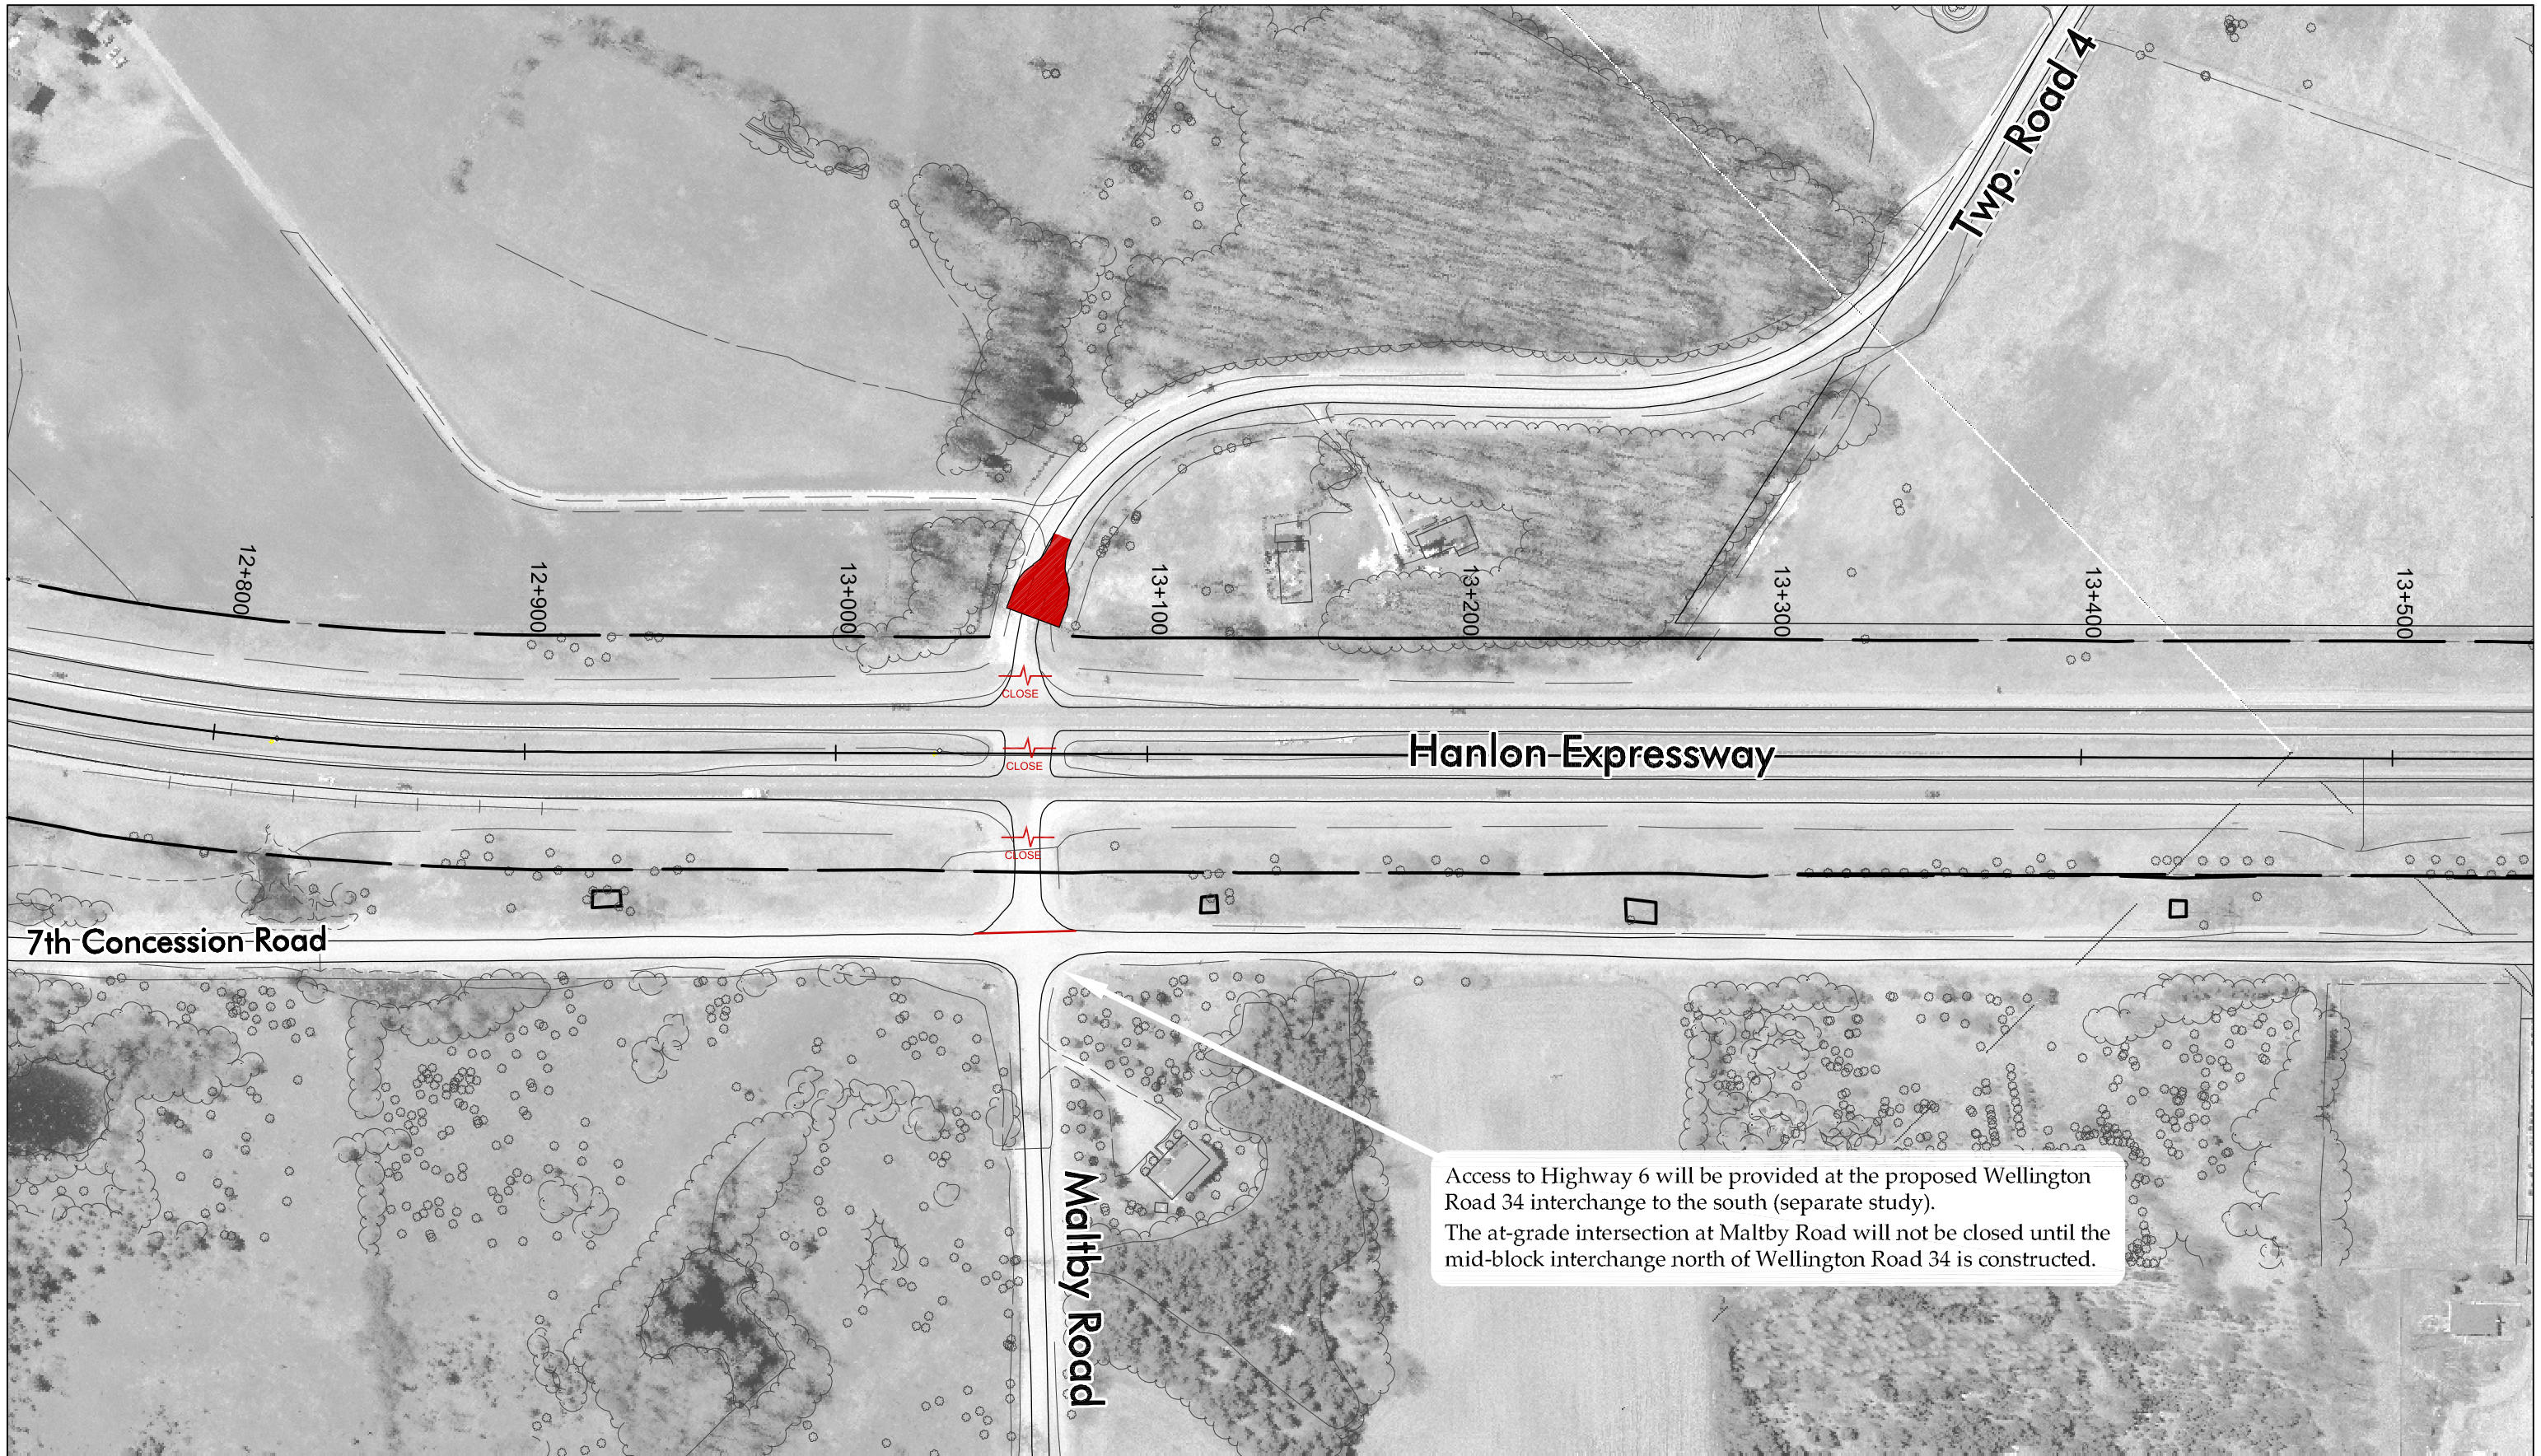 Twp. Road 4
12+800
12+900
13+000
13+100
13+200
13+300
13+400
13+500
CLOSE
Hanlon Expressway
CLOSE
CLOSE
7th Concession Road
Maltby Road
Access to Highway 6 will be provided at the proposed Wellington
Road 34 interchange to the south (separate study).
The at-grade intersection at Maltby Road will not be closed until the
mid-block interchange north of Wellington Road 34 is constructed.